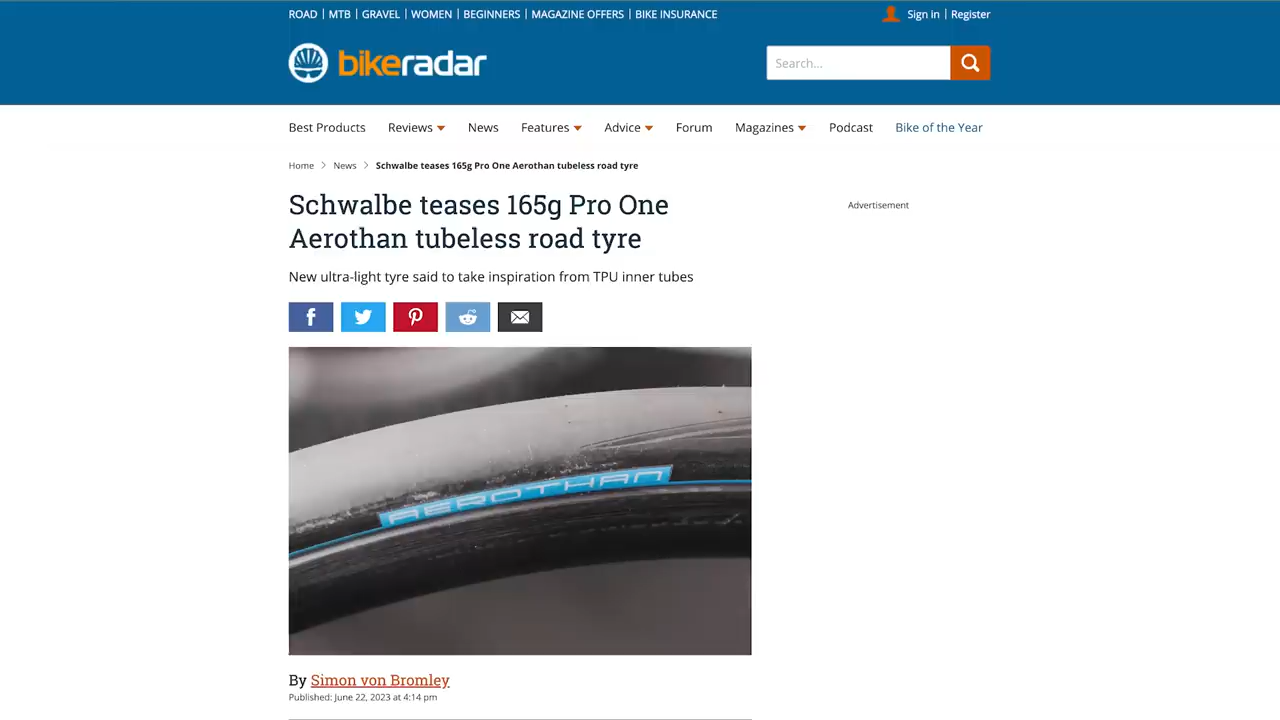 ROAD | MTB | GRAVEL | WOMEN | BEGINNERS | MAGAZINE OFFERS | BIKE INSURANCE
Sign in | Register
bikeradar
Search...
Best Products Reviews News Features Advice Forum Magazines Podcast Bike of the Year
Home > News > Schwalbe teases 165g Pro One Aerothan tubeless road tyre
Schwalbe teases 165g Pro One
Aerothan tubeless road tyre
Advertisement
New ultra-light tyre said to take inspiration from TPU inner tubes
AEROTHAN
By Simon von Bromley
Published: June 22, 2023 at 4:14 pm